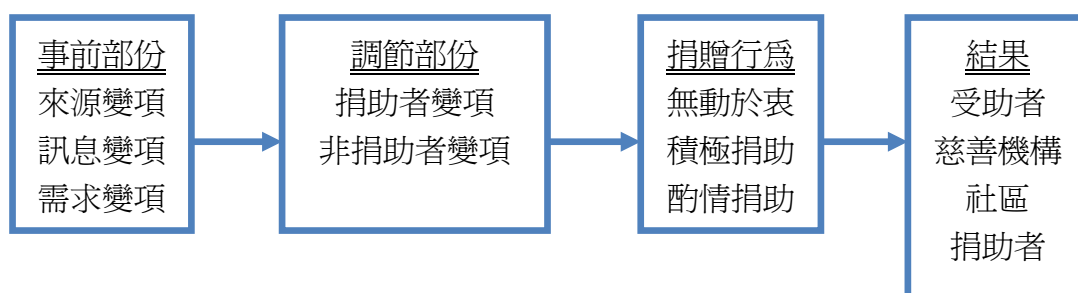 事前部份
來源變項
訊息變項
需求變項
調節部份
捐助者變項
非捐助者變項
捐贈行爲
無動於衷
積極捐助
酌情捐助
結果
受助者
慈善機構
社區
捐助者